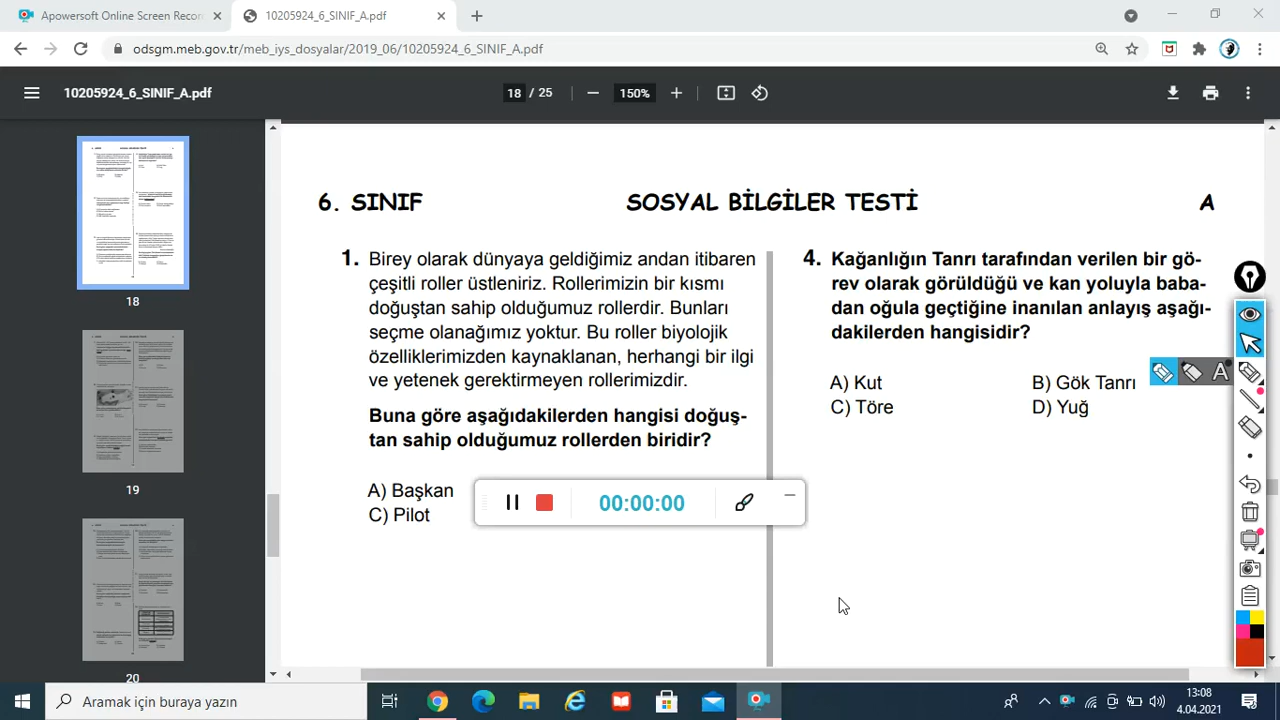 Apowersoft Online Screen Recor
10205924_6_SINIF_A.pdf
odsgm.meb.gov.tr/meb_iys_dosyalar/2019_06/10205924_6_SINIF_A.pdf
10205924_6_SINIF_A.pdf
18 / 25
150%
18
19
20
6. SINIF
SOSYAL BİLGİLER TESTİ
A
1. Birey olarak dünyaya geldiğimiz andan itibaren
çeşitli roller üstleniriz. Rollerimizin bir kısmı
doğuştan sahip olduğumuz rollerdir. Bunları
seçme olanağımız yoktur. Bu roller biyolojik
özelliklerimizden kaynaklanan, herhangi bir ilgi
ve yetenek gerektirmeyen rollerimizdir.
Buna göre aşağıdakilerden hangisi doğuş-
tan sahip olduğumuz rollerden biridir?
A) Başkan
C) Pilot
00:00:00
4. Kağanlığın Tanrı tarafından verilen bir gö-
rev olarak görüldüğü ve kan yoluyla baba-
dan oğula geçtiğine inanılan anlayış aşağı-
dakilerden hangisidir?
A) Kut
B) Gök Tanrı
C) Töre
D) Yuğ
A
Aramak için buraya yazın
13:08
4.04.2021